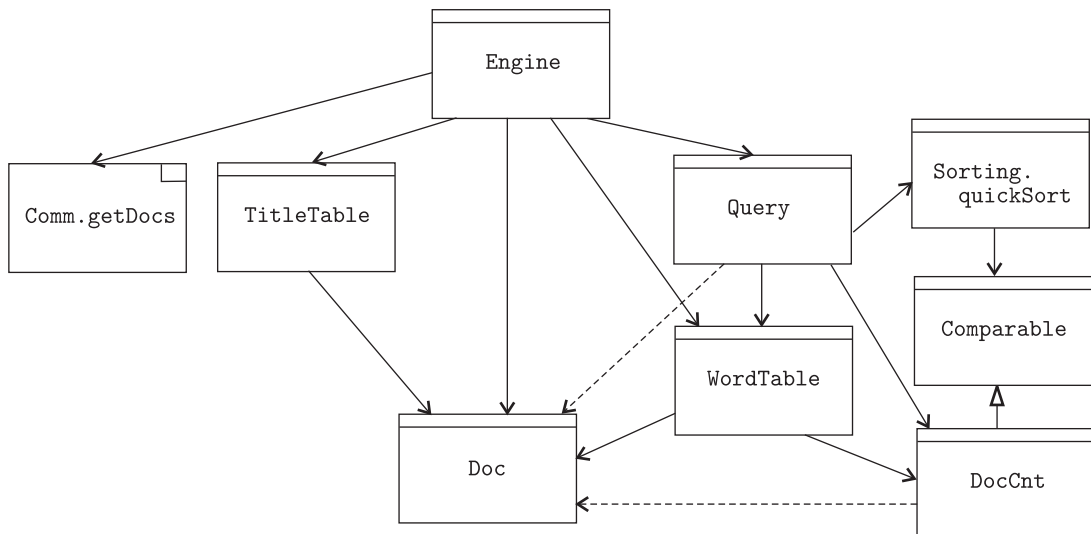 Engine
Comm.getDocs
TitleTable
Query
Sorting.
quickSort
Comparable
WordTable
Doc
DocCnt